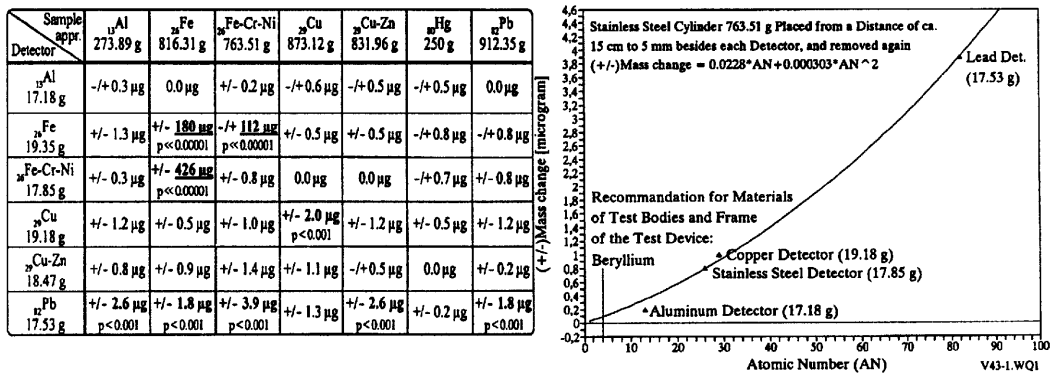 Sample appr.
Detector
₁₃Al 273.89 g
₂₆Fe 816.31 g
₂₆Fe-Cr-Ni 763.51 g
₂₉Cu 873.12 g
₂₉Cu-Zn 831.96 g
₈₀Hg 250 g
₈₂Pb 912.35 g
₁₃Al 17.18 g
-/+ 0.3 µg
0.0 µg
+/- 0.2 µg
-/+ 0.6 µg
-/+ 0.5 µg
-/+ 0.5 µg
0.0 µg
₂₆Fe 19.35 g
+/- 1.3 µg
+/- 180 µg p<<0.00001
-/+ 112 µg p<<0.00001
+/- 0.5 µg
+/- 0.5 µg
-/+ 0.8 µg
-/+ 0.8 µg
₂₆Fe-Cr-Ni 17.85 g
+/- 0.3 µg
+/- 426 µg p<<0.00001
+/- 0.8 µg
0.0 µg
0.0 µg
-/+ 0.7 µg
+/- 0.8 µg
₂₉Cu 19.18 g
+/- 1.2 µg
+/- 0.5 µg
+/- 1.0 µg
+/- 2.0 µg p<0.001
+/- 1.2 µg
+/- 0.5 µg
+/- 1.2 µg
₂₉Cu-Zn 18.47 g
+/- 0.8 µg
+/- 0.9 µg
+/- 1.4 µg
+/- 1.1 µg
-/+ 0.5 µg
0.0 µg
+/- 0.2 µg
₈₂Pb 17.53 g
+/- 2.6 µg p<0.001
+/- 1.8 µg p<0.001
+/- 3.9 µg p<0.001
+/- 1.3 µg
+/- 2.6 µg p<0.001
+/- 0.2 µg
+/- 1.8 µg p<0.001
(+/-)Mass change [microgram]
4,6
4,4
4,2
4
3,8
3,6
3,4
3,2
3
2,8
2,6
2,4
2,2
2
1,8
1,6
1,4
1,2
1
0,8
0,6
0,4
0,2
0
-0,2
Stainless Steel Cylinder 763.51 g Placed from a Distance of ca.
15 cm to 5 mm besides each Detector, and removed again
(+/-)Mass change = 0.0228*AN+0.000303*AN^2
Lead Det.
(17.53 g)
Recommandation for Materials
of Test Bodies and Frame
of the Test Device:
Beryllium
Copper Detector (19.18 g)
Stainless Steel Detector (17.85 g)
Aluminum Detector (17.18 g)
0 10 20 30 40 50 60 70 80 90 100
Atomic Number (AN)
V43-1.WQ1